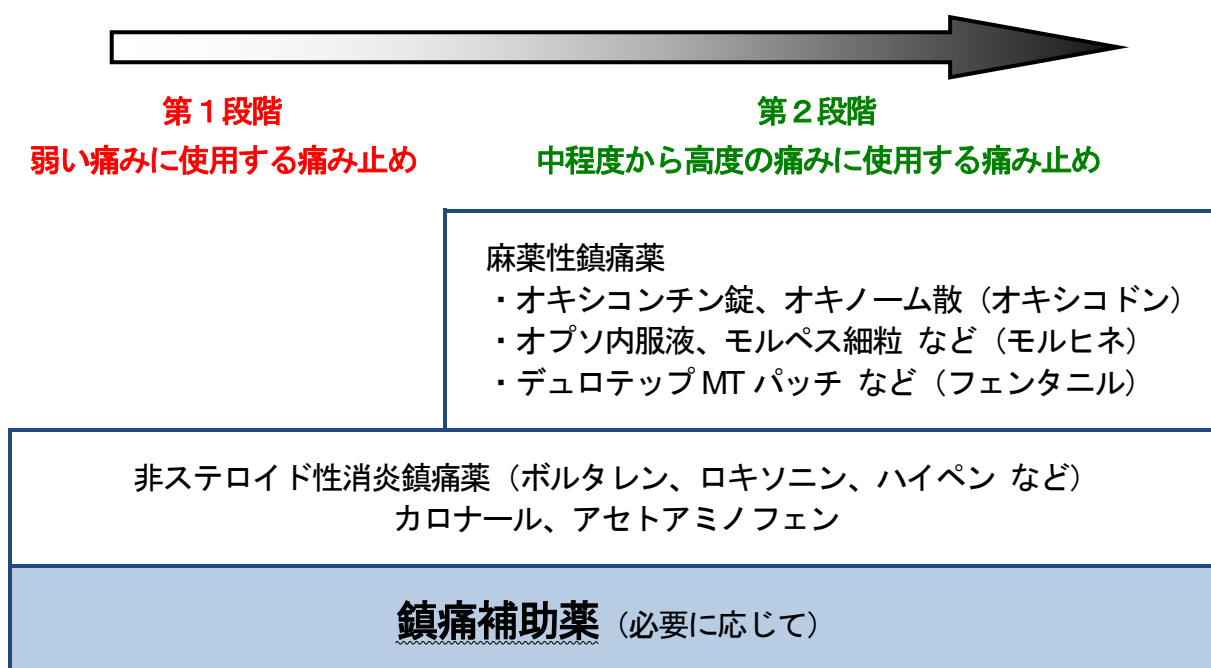 第１段階
弱い痛みに使用する痛み止め
第２段階
中程度から高度の痛みに使用する痛み止め
麻薬性鎮痛薬
・オキシコンチン錠、オキノーム散（オキシコドン）
・オプソ内服液、モルペス細粒 など（モルヒネ）
・デュロテップ MT パッチ など（フェンタニル）
非ステロイド性消炎鎮痛薬（ボルタレン、ロキソニン、ハイペン など）
カロナール、アセトアミノフェン
鎮痛補助薬（必要に応じて）